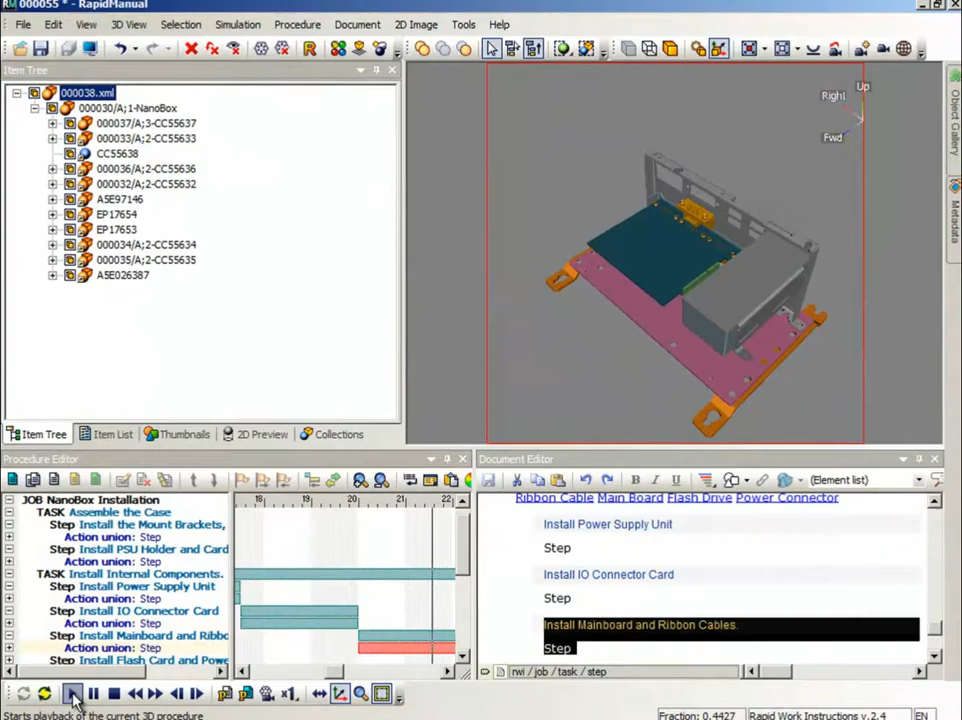 000055 * - RapidManual
File Edit View 3D View Selection Simulation Procedure Document 2D Image Tools Help
Item Tree
000038.xml
000030/A;1-NanoBox
000037/A;3-CC55637
000033/A;2-CC55633
CC55638
000036/A;2-CC55636
000032/A;2-CC55632
A5E97146
EP17654
EP17653
000034/A;2-CC55634
000035/A;2-CC55635
A5E026387
Up
Right
Fwd
Object Gallery
Metadata
Item Tree Item List Thumbnails 2D Preview Collections
Procedure Editor
Document Editor
(Element list)
JOB NanoBox Installation
TASK Assemble the Case
Step Install the Mount Brackets,
Action union: Step
Step Install PSU Holder and Card
Action union: Step
TASK Install Internal Components.
Step Install Power Supply Unit
Action union: Step
Step Install IO Connector Card
Action union: Step
Step Install Mainboard and Ribbo
Action union: Step
Step Install Flash Card and Powe
18 19 20 21 22
Ribbon Cable Main Board Flash Drive Power Connector
Install Power Supply Unit
Step
Install IO Connector Card
Step
Install Mainboard and Ribbon Cables.
Step
rwi / job / task / step
x1
Starts playback of the current 3D procedure
Fraction: 0.4427 Rapid Work Instructions v.2.4 EN